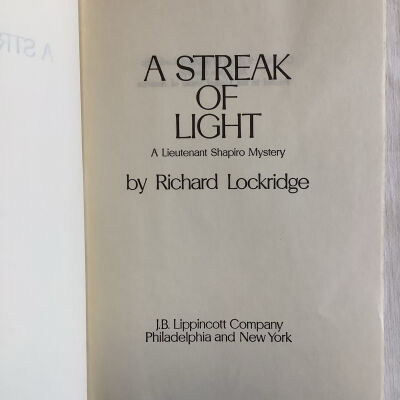 A STREAK
OF
LIGHT
A Lieutenant Shapiro Mystery
by Richard Lockridge
J.B. Lippincott Company
Philadelphia and New York